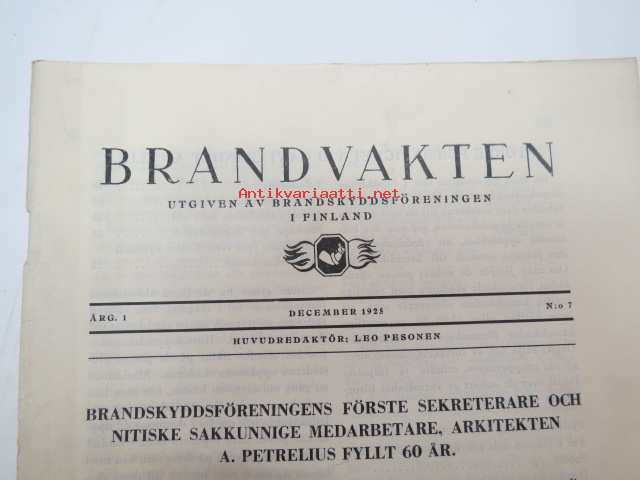 BRANDVAKTEN
Antikvariaatti.net
UTGIVEN AV BRANDSKYDDSFÖRENINGEN
I FINLAND
ÅRG. 1 DECEMBER 1928 N:o 7
HUVUDREDAKTÖR: LEO PESONEN
BRANDSKYDDSFÖRENINGENS FÖRSTE SEKRETERARE OCH
NITISKE SAKKUNNIGE MEDARBETARE, ARKITEKTEN
A. PETRELIUS FYLLT 60 ÅR.